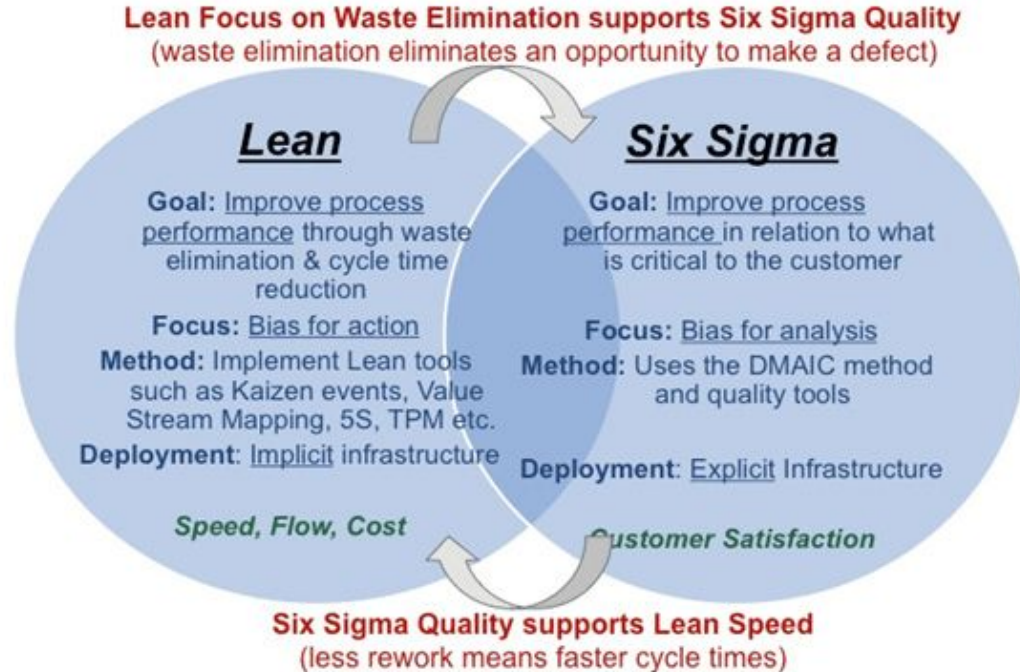 Lean Focus on Waste Elimination supports Six Sigma Quality
(waste elimination eliminates an opportunity to make a defect)
Lean
Goal: Improve process
performance through waste
elimination & cycle time
reduction
Focus: Bias for action
Method: Implement Lean tools
such as Kaizen events, Value
Stream Mapping, 5S, TPM etc.
Deployment: Implicit infrastructure
Speed, Flow, Cost
Six Sigma
Goal: Improve process
performance in relation to what
is critical to the customer
Focus: Bias for analysis
Method: Uses the DMAIC method
and quality tools
Deployment: Explicit Infrastructure
Customer Satisfaction
Six Sigma Quality supports Lean Speed
(less rework means faster cycle times)